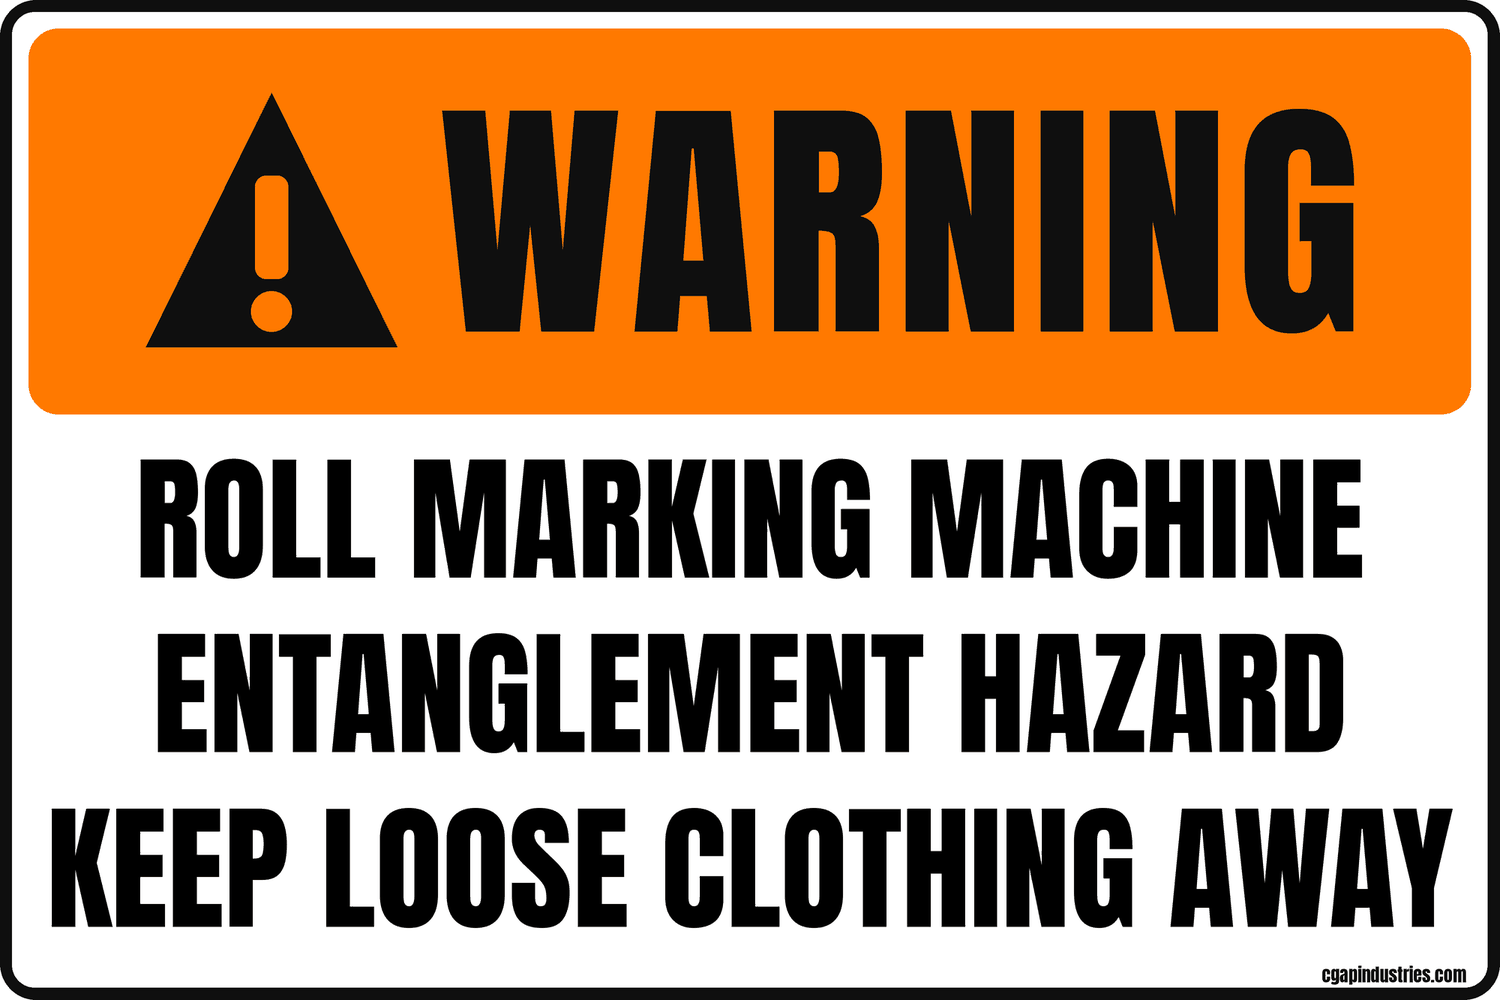 WARNING
ROLL MARKING MACHINE
ENTANGLEMENT HAZARD
KEEP LOOSE CLOTHING AWAY
cgapindustries.com